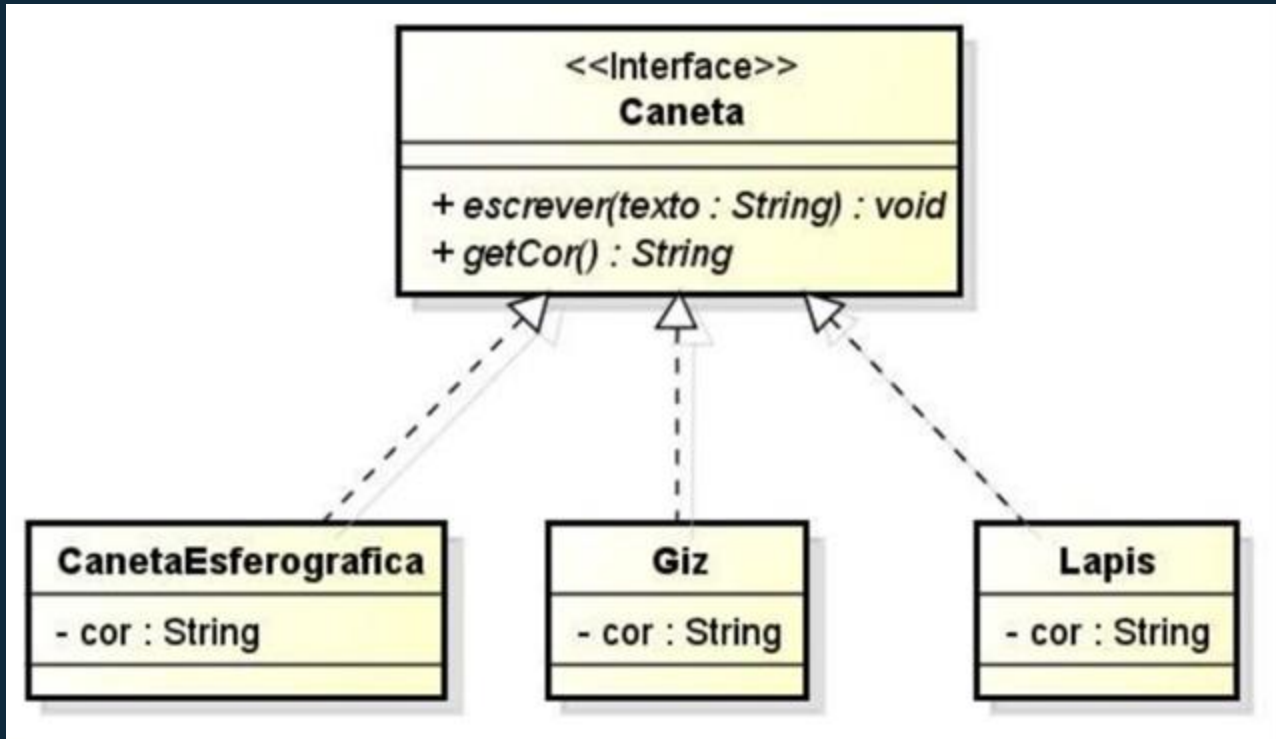 <<Interface>>
Caneta
+ escrever(texto : String) : void
+ getCor() : String
CanetaEsferografica
- cor : String
Giz
- cor : String
Lapis
- cor : String